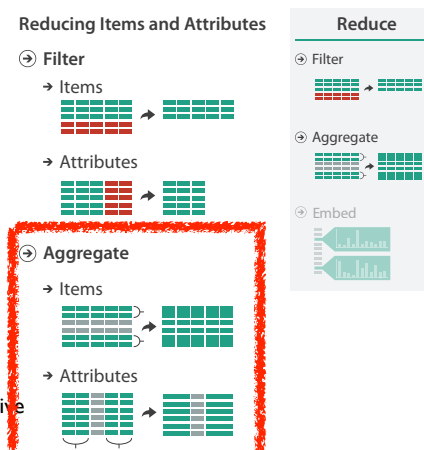 Reducing Items and Attributes
Filter
Items
Attributes
Aggregate
Items
Attributes
Reduce
Filter
Aggregate
Embed